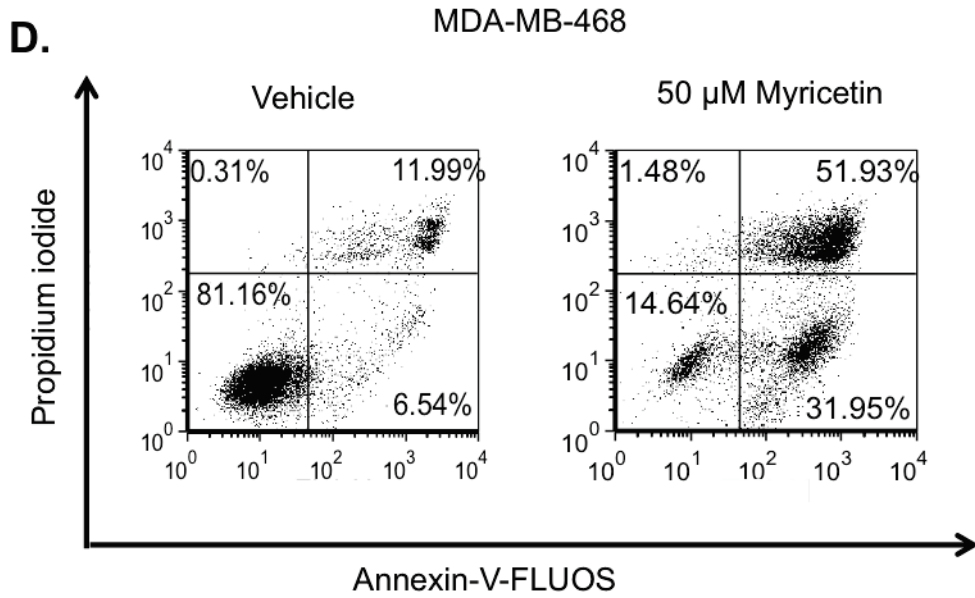 D.
MDA-MB-468
Vehicle
50 µM Myricetin
Propidium iodide
10^4
10^3
10^2
10^1
10^0
0.31%
11.99%
81.16%
6.54%
10^0 10^1 10^2 10^3 10^4
10^4
10^3
10^2
10^1
10^0
1.48%
51.93%
14.64%
31.95%
10^0 10^1 10^2 10^3 10^4
Annexin-V-FLUOS